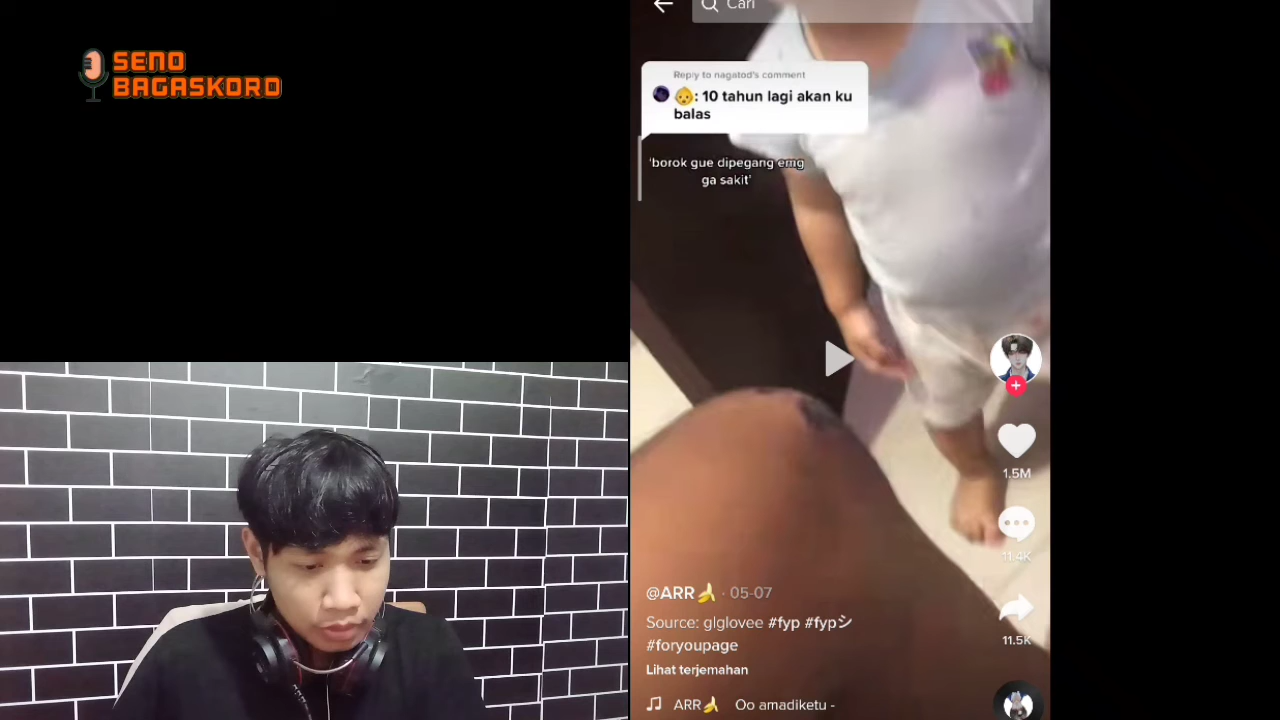 SENO
BAGASKORO
Cari
Reply to nagatod's comment
👶: 10 tahun lagi akan ku
balas
'borok gue dipegang emg
ga sakit'
1.5M
11.4K
11.5K
@ARR🍌 · 05-07
Source: glglovee #fyp #fypシ
#foryoupage
Lihat terjemahan
ARR🍌 Oo amadiketu -